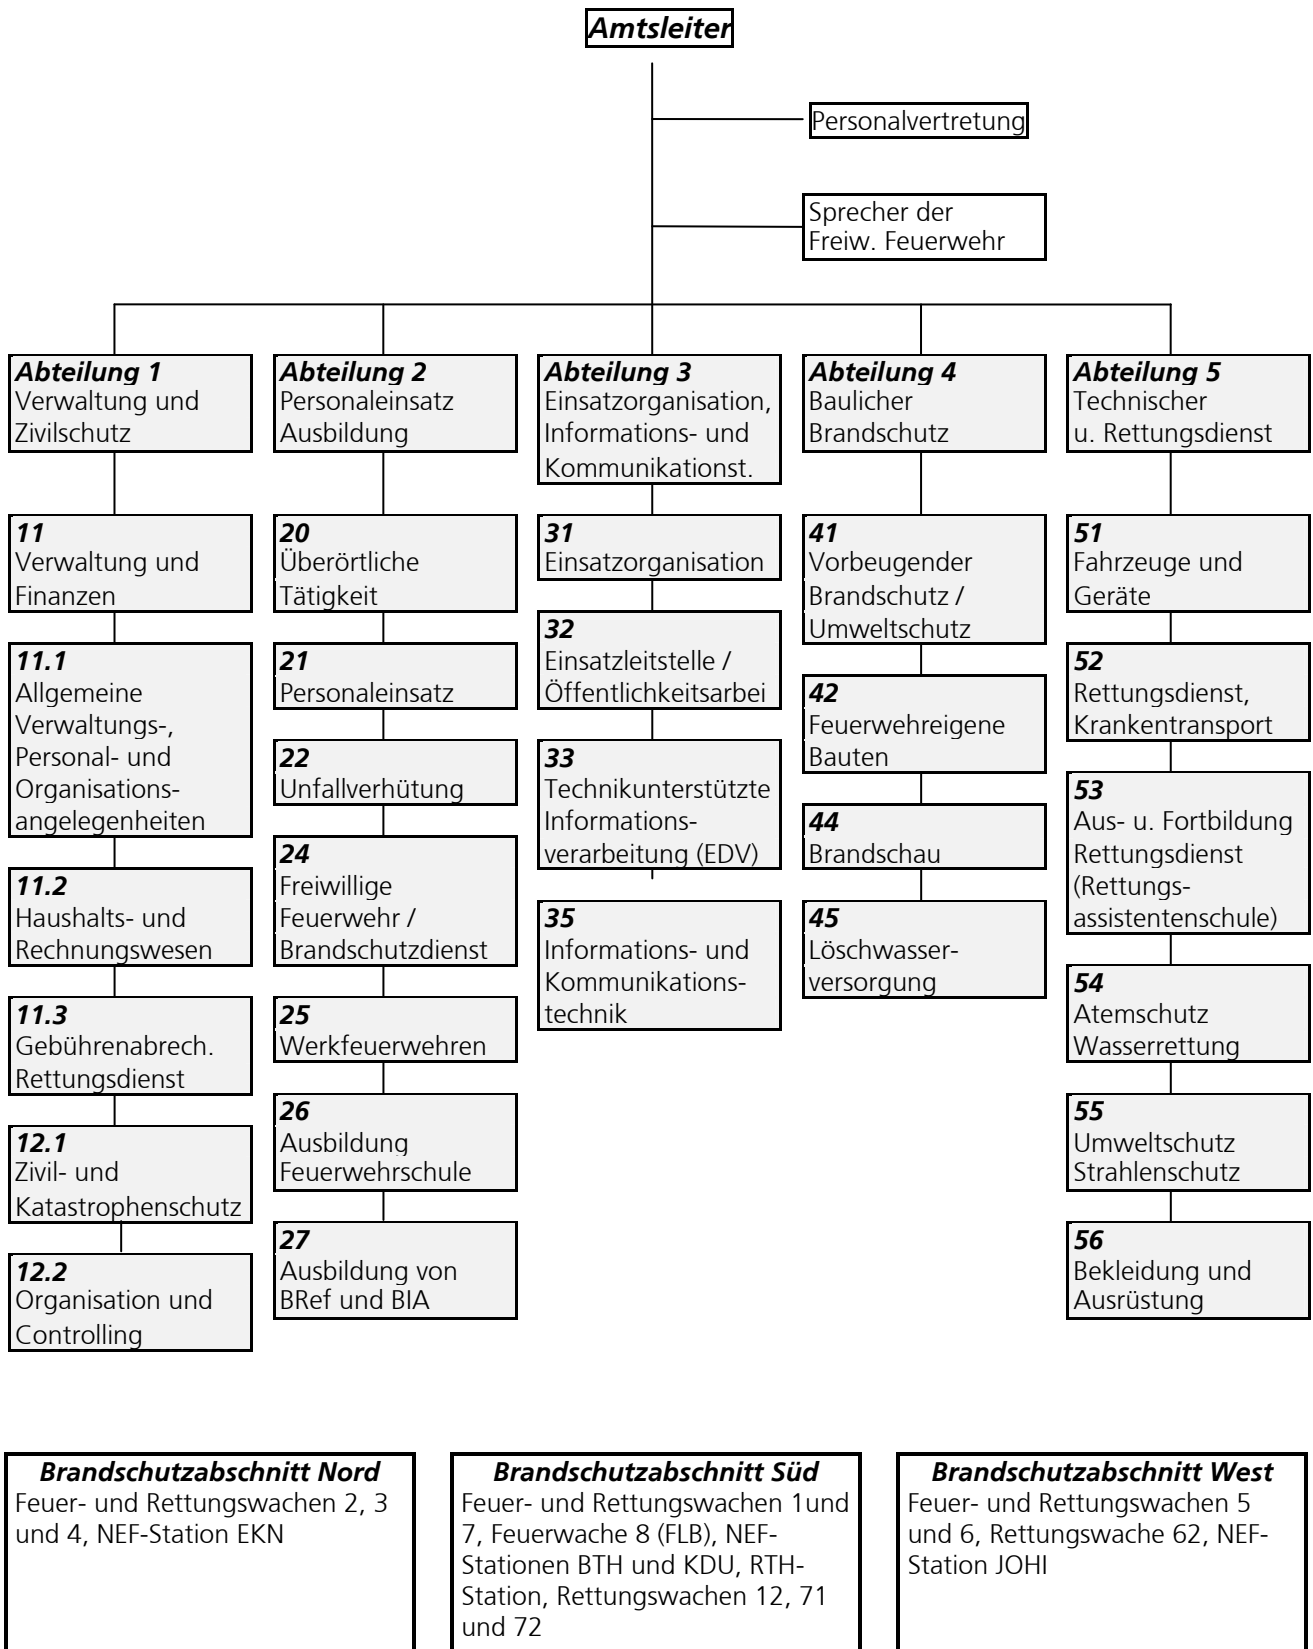 Amtsleiter
Personalvertretung
Sprecher der
Freiw. Feuerwehr
Abteilung 1
Verwaltung und
Zivilschutz
11
Verwaltung und
Finanzen
11.1
Allgemeine
Verwaltungs-,
Personal- und
Organisations-
angelegenheiten
11.2
Haushalts- und
Rechnungswesen
11.3
Gebührenabrech.
Rettungsdienst
12.1
Zivil- und
Katastrophenschutz
12.2
Organisation und
Controlling
Abteilung 2
Personaleinsatz
Ausbildung
20
Überörtliche
Tätigkeit
21
Personaleinsatz
22
Unfallverhütung
24
Freiwillige
Feuerwehr /
Brandschutzdienst
25
Werkfeuerwehren
26
Ausbildung
Feuerwehrschule
27
Ausbildung von
BRef und BIA
Abteilung 3
Einsatzorganisation,
Informations- und
Kommunikationst.
31
Einsatzorganisation
32
Einsatzleitstelle /
Öffentlichkeitsarbei
33
Technikunterstützte
Informations-
verarbeitung (EDV)
35
Informations- und
Kommunikations-
technik
Abteilung 4
Baulicher
Brandschutz
41
Vorbeugender
Brandschutz /
Umweltschutz
42
Feuerwehreigene
Bauten
44
Brandschau
45
Löschwasser-
versorgung
Abteilung 5
Technischer
u. Rettungsdienst
51
Fahrzeuge und
Geräte
52
Rettungsdienst,
Krankentransport
53
Aus- u. Fortbildung
Rettungsdienst
(Rettungs-
assistentenschule)
54
Atemschutz
Wasserrettung
55
Umweltschutz
Strahlenschutz
56
Bekleidung und
Ausrüstung
Brandschutzabschnitt Nord
Feuer- und Rettungswachen 2, 3
und 4, NEF-Station EKN
Brandschutzabschnitt Süd
Feuer- und Rettungswachen 1und
7, Feuerwache 8 (FLB), NEF-
Stationen BTH und KDU, RTH-
Station, Rettungswachen 12, 71
und 72
Brandschutzabschnitt West
Feuer- und Rettungswachen 5
und 6, Rettungswache 62, NEF-
Station JOHI